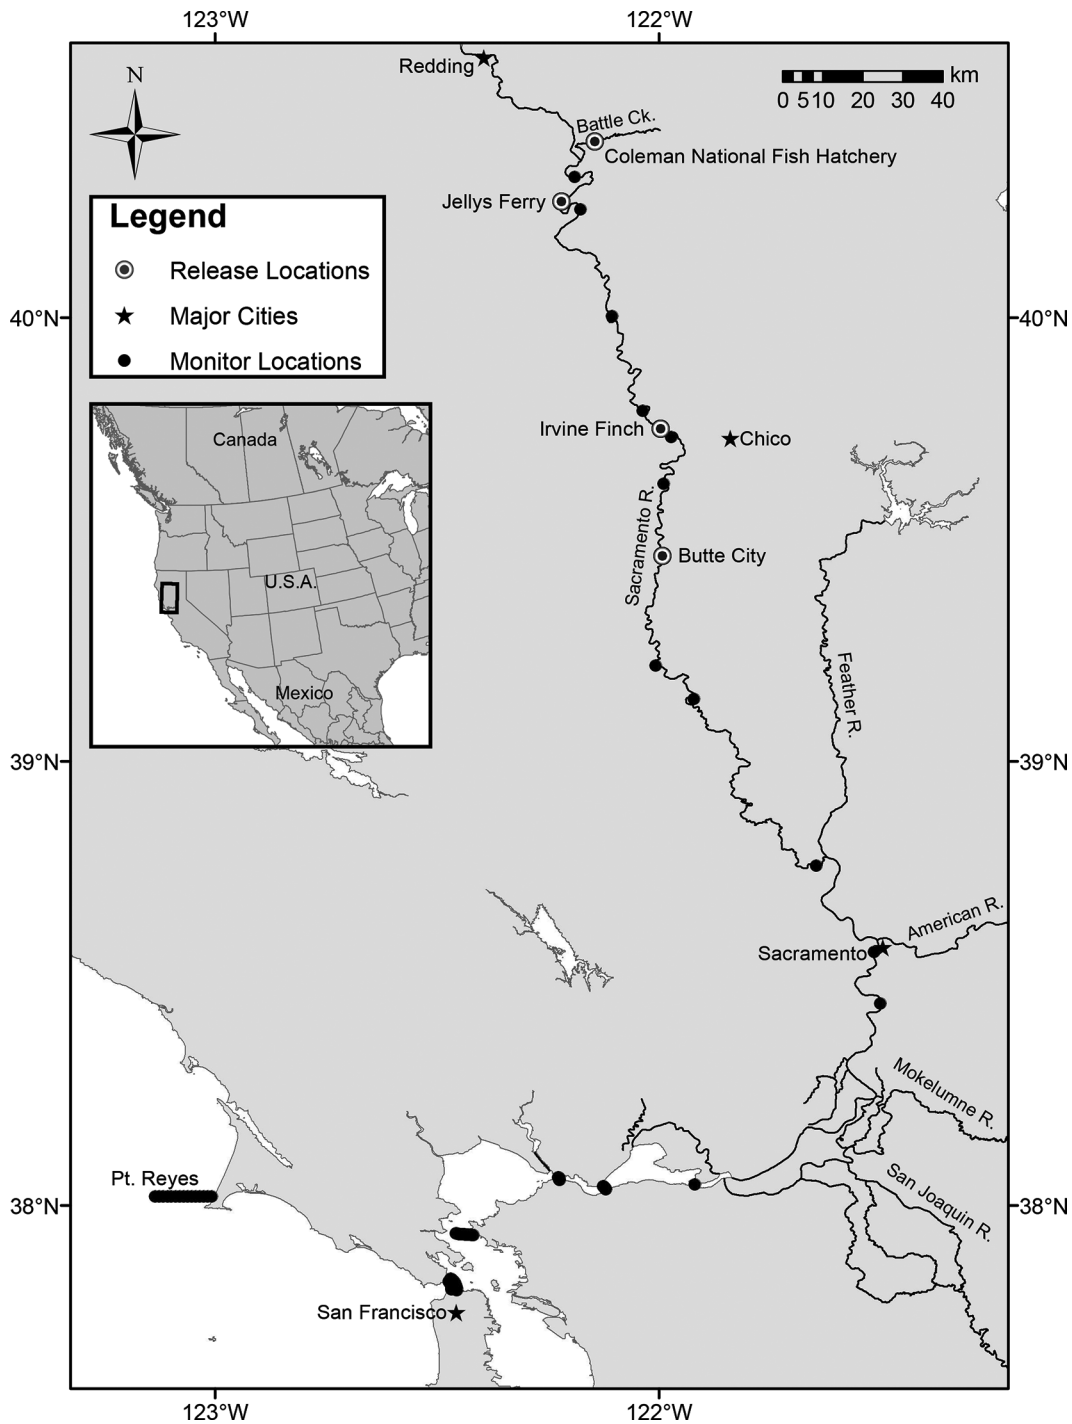 123°W
122°W
Redding
N
km
0 5 10 20 30 40
Battle Ck.
Coleman National Fish Hatchery
Jellys Ferry
Legend
Release Locations
Major Cities
Monitor Locations
40°N
40°N
Irvine Finch
Chico
Canada
U.S.A.
Mexico
Sacramento R.
Butte City
Feather R.
39°N
39°N
American R.
Sacramento
Mokelumne R.
San Joaquin R.
Pt. Reyes
38°N
38°N
San Francisco
123°W
122°W